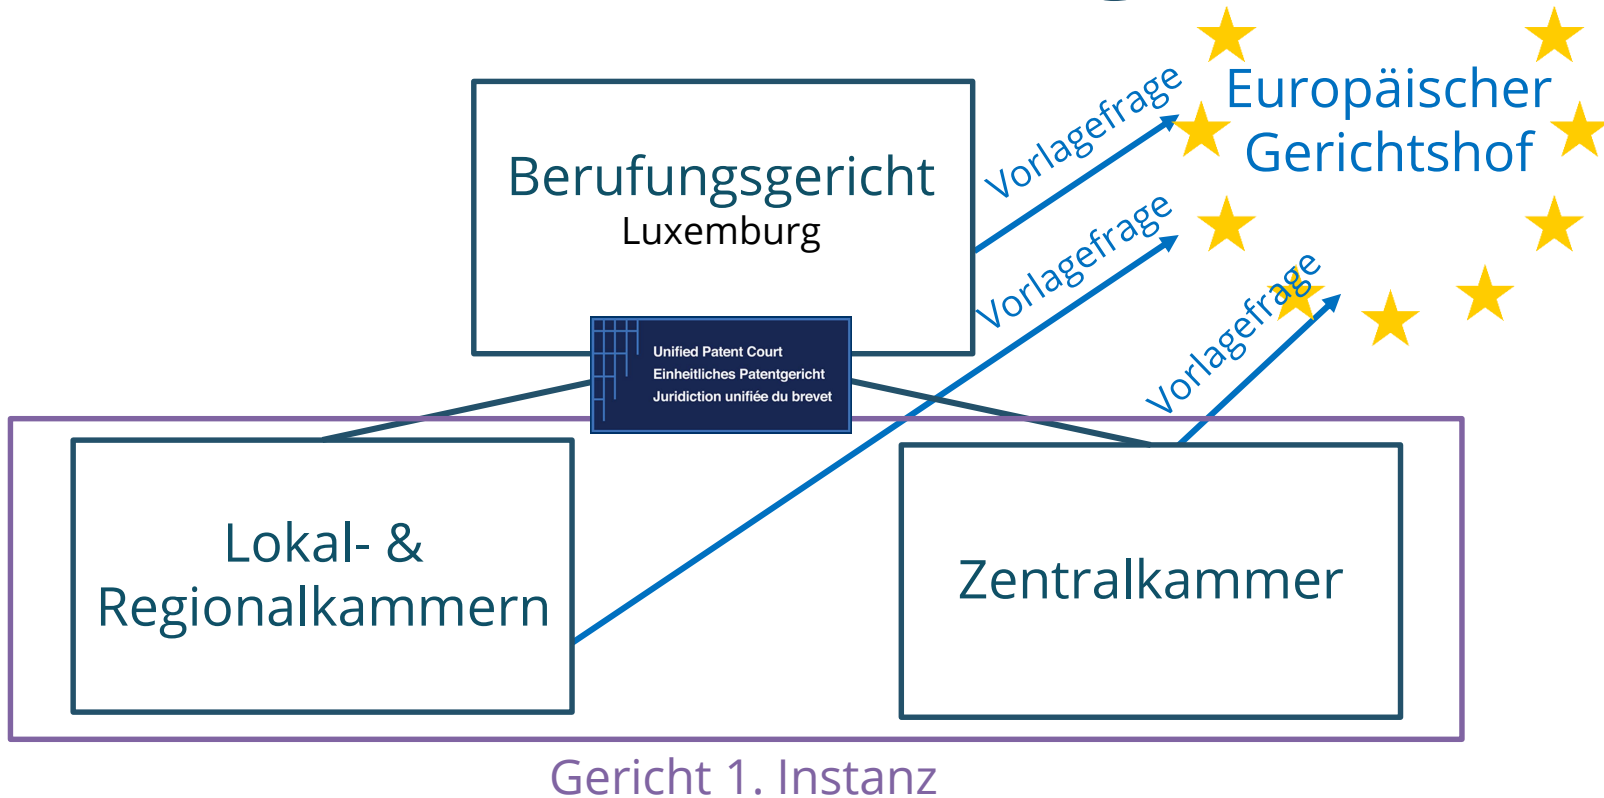 Europäischer
Gerichtshof
Vorlagefrage
Berufungsgericht
Luxemburg
Vorlagefrage
Vorlagefrage
Unified Patent Court
Einheitliches Patentgericht
Juridiction unifiée du brevet
Lokal- &
Regionalkammern
Zentralkammer
Gericht 1. Instanz